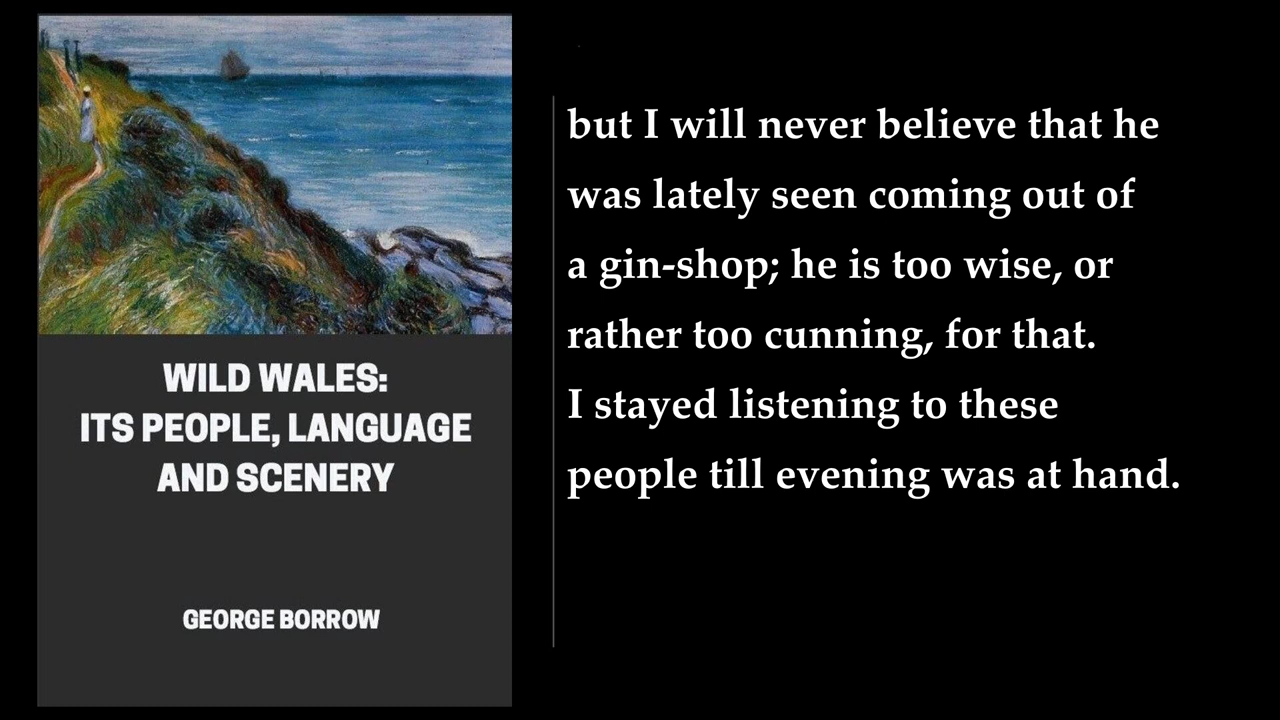 WILD WALES:
ITS PEOPLE, LANGUAGE
AND SCENERY
GEORGE BORROW
but I will never believe that he
was lately seen coming out of
a gin-shop; he is too wise, or
rather too cunning, for that.
I stayed listening to these
people till evening was at hand.